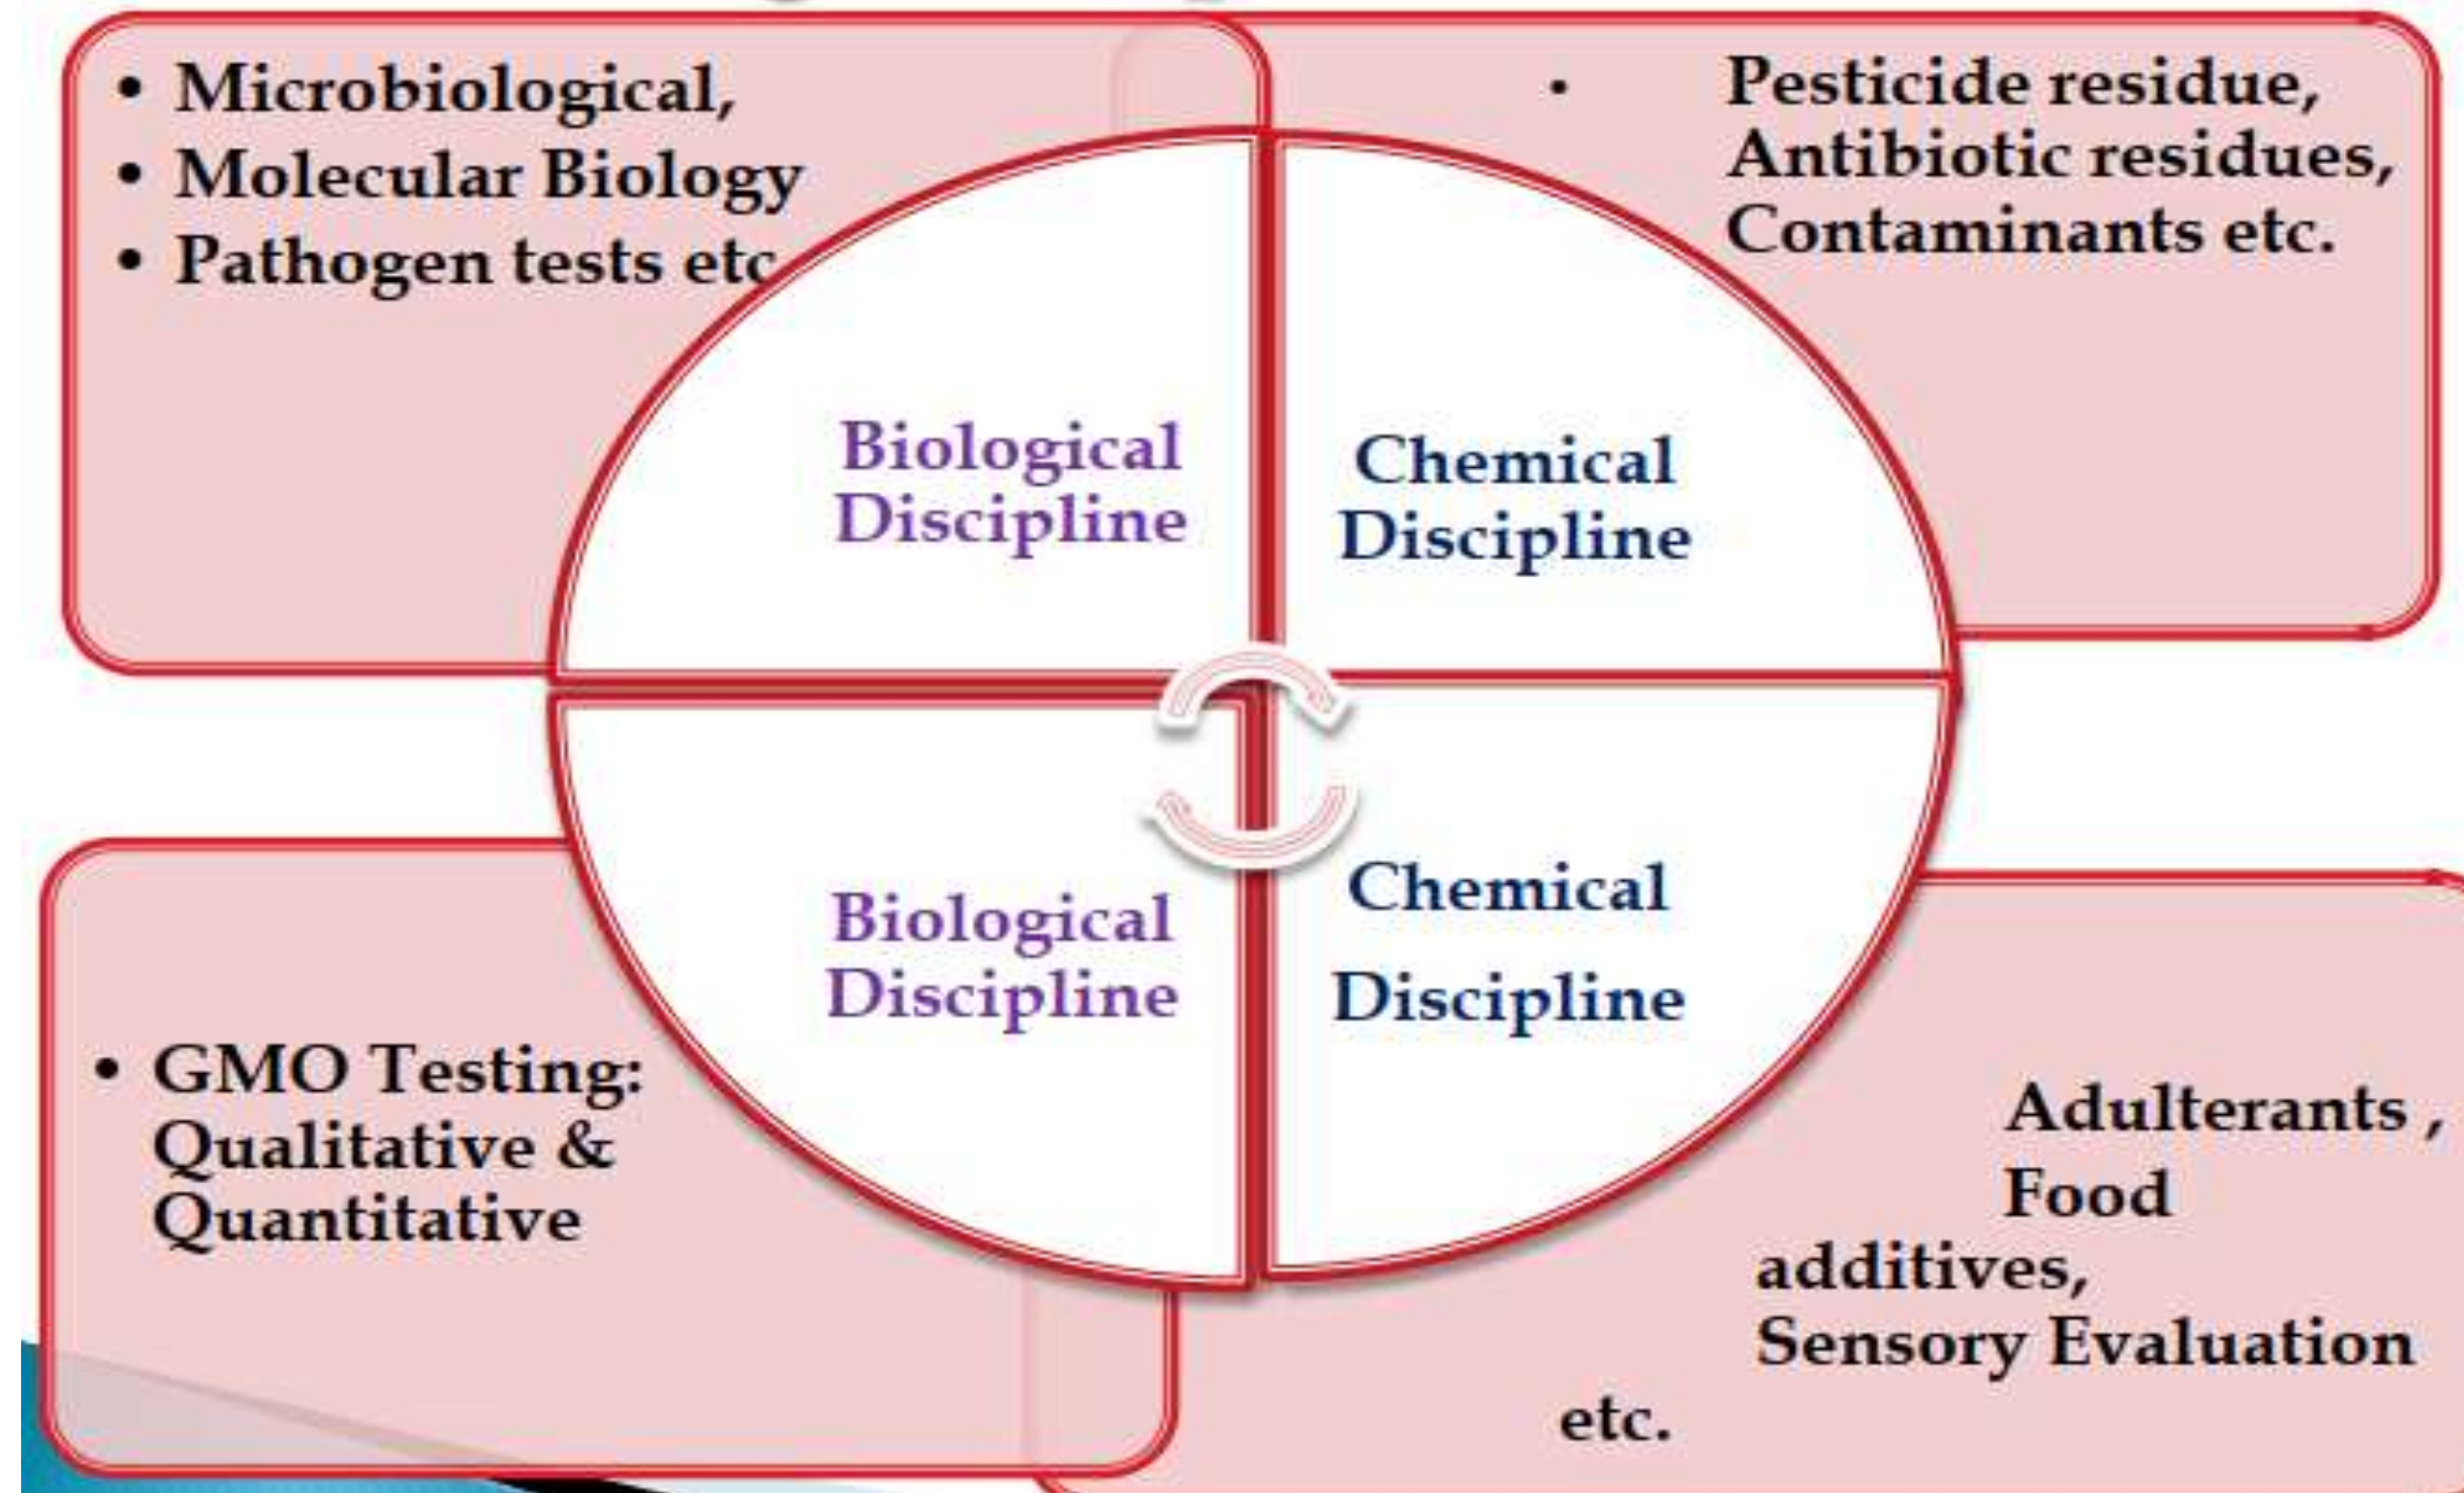 • Microbiological,
• Molecular Biology
• Pathogen tests etc
• Pesticide residue,
Antibiotic residues,
Contaminants etc.
Biological
Discipline
Chemical
Discipline
Biological
Discipline
Chemical
Discipline
• GMO Testing:
Qualitative &
Quantitative
Adulterants ,
Food
additives,
Sensory Evaluation
etc.